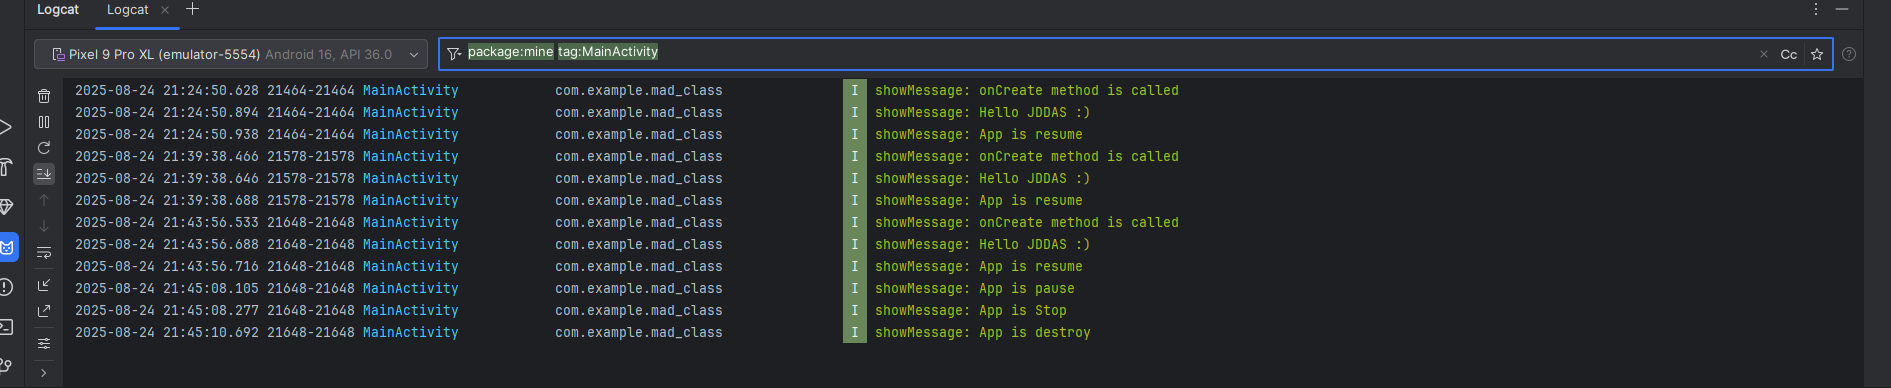 Logcat Logcat
Pixel 9 Pro XL (emulator-5554) Android 16, API 36.0 package:mine tag:MainActivity Cc
2025-08-24 21:24:50.628 21464-21464 MainActivity com.example.mad_class I showMessage: onCreate method is called
2025-08-24 21:24:50.894 21464-21464 MainActivity com.example.mad_class I showMessage: Hello JDDAS :)
2025-08-24 21:24:50.938 21464-21464 MainActivity com.example.mad_class I showMessage: App is resume
2025-08-24 21:39:38.466 21578-21578 MainActivity com.example.mad_class I showMessage: onCreate method is called
2025-08-24 21:39:38.646 21578-21578 MainActivity com.example.mad_class I showMessage: Hello JDDAS :)
2025-08-24 21:39:38.688 21578-21578 MainActivity com.example.mad_class I showMessage: App is resume
2025-08-24 21:43:56.533 21648-21648 MainActivity com.example.mad_class I showMessage: onCreate method is called
2025-08-24 21:43:56.688 21648-21648 MainActivity com.example.mad_class I showMessage: Hello JDDAS :)
2025-08-24 21:43:56.716 21648-21648 MainActivity com.example.mad_class I showMessage: App is resume
2025-08-24 21:45:08.105 21648-21648 MainActivity com.example.mad_class I showMessage: App is pause
2025-08-24 21:45:08.277 21648-21648 MainActivity com.example.mad_class I showMessage: App is Stop
2025-08-24 21:45:10.692 21648-21648 MainActivity com.example.mad_class I showMessage: App is destroy